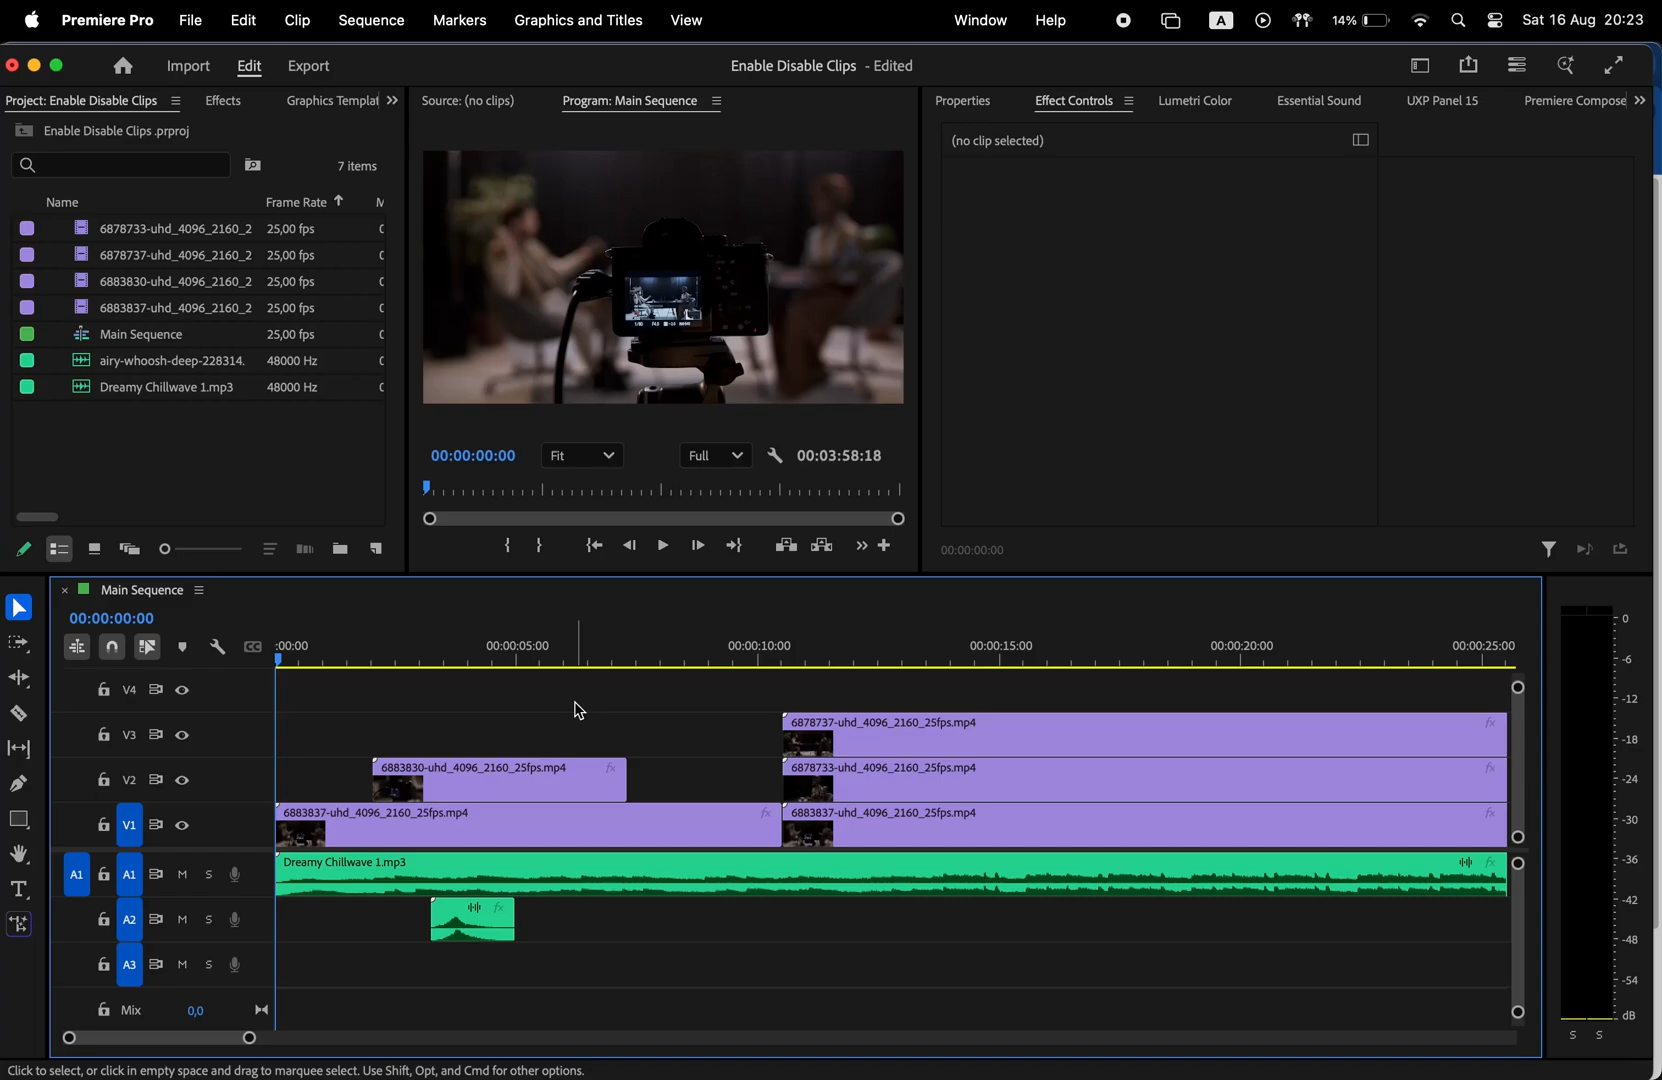 Premiere Pro File Edit Clip Sequence Markers Graphics and Titles View Window Help A 14% Sat 16 Aug 20:23
Import Edit Export Enable Disable Clips - Edited
Project: Enable Disable Clips Effects Graphics Templat
Source: (no clips) Program: Main Sequence
Properties Effect Controls Lumetri Color Essential Sound UXP Panel 15 Premiere Compose
Enable Disable Clips .prproj
7 items
(no clip selected)
Name Frame Rate
6878733-uhd_4096_2160_2 25,00 fps
6878737-uhd_4096_2160_2 25,00 fps
6883830-uhd_4096_2160_2 25,00 fps
6883837-uhd_4096_2160_2 25,00 fps
Main Sequence 25,00 fps
airy-whoosh-deep-228314. 48000 Hz
Dreamy Chillwave 1.mp3 48000 Hz
00:00:00:00 Fit Full 00:03:58:18
00:00:00:00
Main Sequence
00:00:00:00
:00:00 00:00:05:00 00:00:10:00 00:00:15:00 00:00:20:00 00:00:25:00
V4
V3 6878737-uhd_4096_2160_25fps.mp4 fx
V2 6883830-uhd_4096_2160_25fps.mp4 fx 6878733-uhd_4096_2160_25fps.mp4 fx
V1 6883837-uhd_4096_2160_25fps.mp4 fx 6883837-uhd_4096_2160_25fps.mp4 fx
A1 A1 M S Dreamy Chillwave 1.mp3 fx
A2 M S fx
A3 M S
Mix 0,0
0
-6
-12
-18
-24
-30
-36
-42
-48
-54
dB
S S
Click to select, or click in empty space and drag to marquee select. Use Shift, Opt, and Cmd for other options.